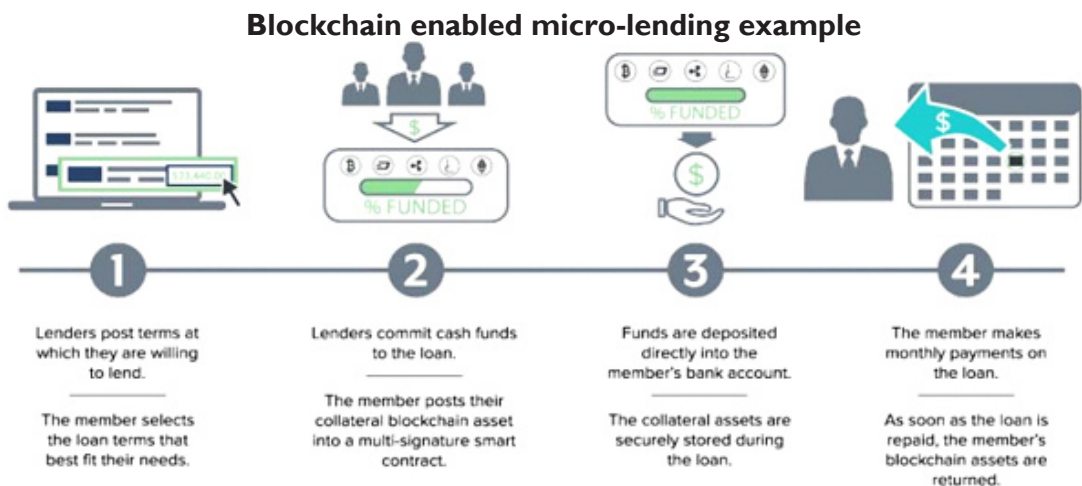 Blockchain enabled micro-lending example
$
% FUNDED
% FUNDED
$
$
1
2
3
4
Lenders post terms at
which they are willing
to lend.
The member selects
the loan terms that
best fit their needs.
Lenders commit cash funds
to the loan.
The member posts their
collateral blockchain asset
into a multi-signature smart
contract.
Funds are deposited
directly into the
member's bank account.
The collateral assets are
securely stored during
the loan.
The member makes
monthly payments on
the loan.
As soon as the loan is
repaid, the member's
blockchain assets are
returned.